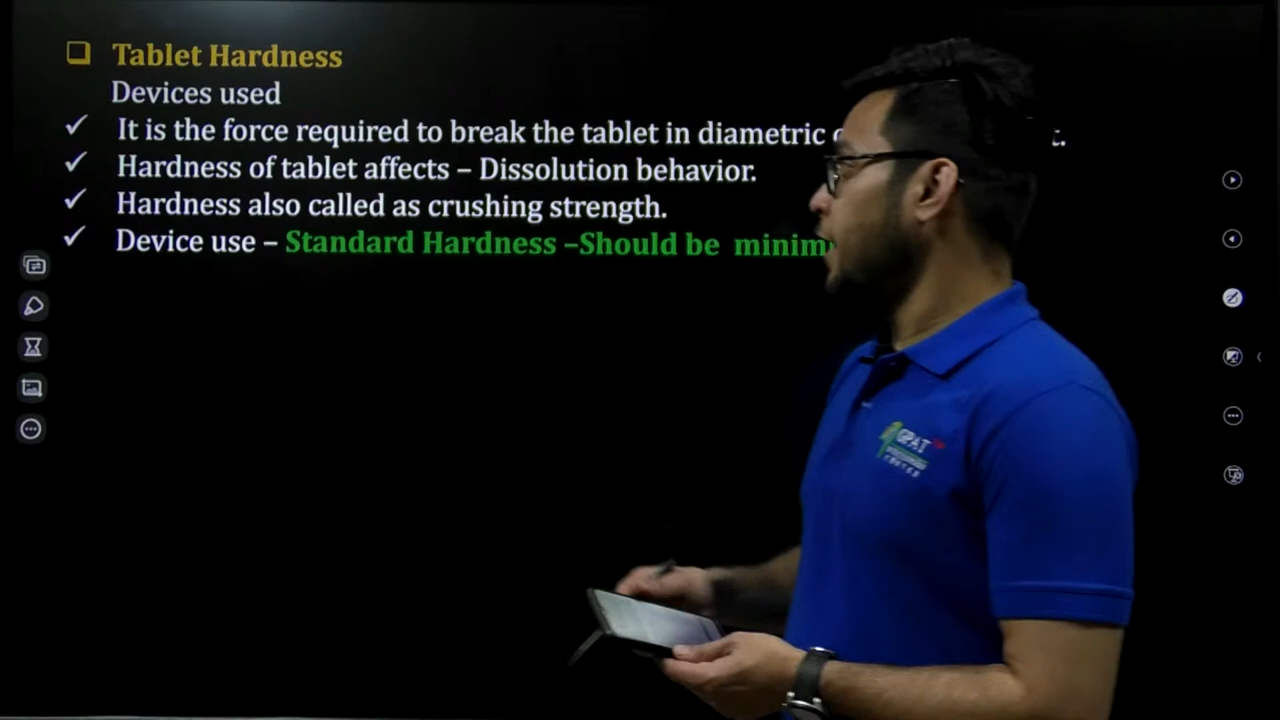 Tablet Hardness
Devices used
It is the force required to break the tablet in diametric
Hardness of tablet affects – Dissolution behavior.
Hardness also called as crushing strength.
Device use – Standard Hardness –Should be
GPAT